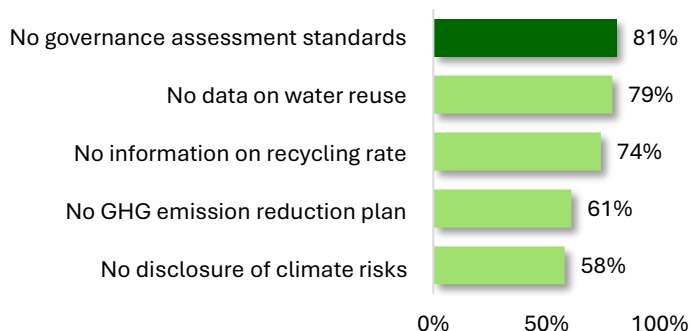 No governance assessment standards 81%
No data on water reuse 79%
No information on recycling rate 74%
No GHG emission reduction plan 61%
No disclosure of climate risks 58%
0% 50% 100%